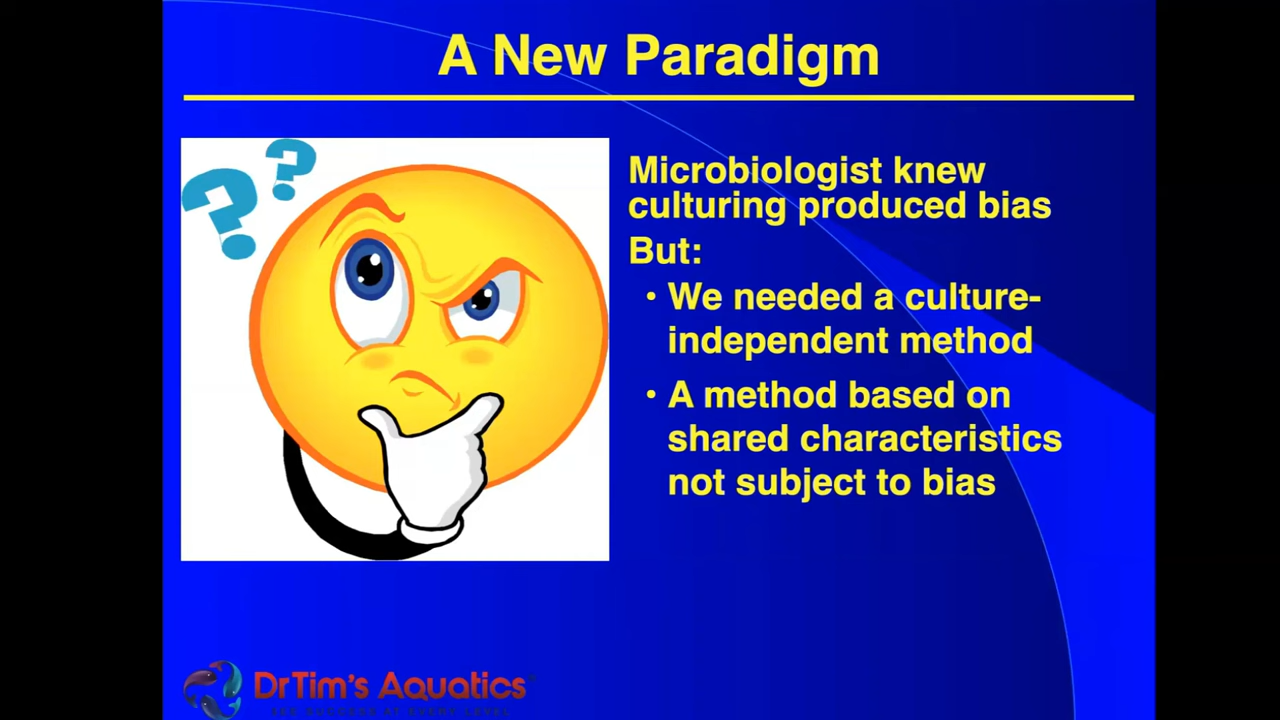 A New Paradigm
? ?
Microbiologist knew
culturing produced bias
But:
• We needed a culture-
independent method
• A method based on
shared characteristics
not subject to bias
DrTim's Aquatics